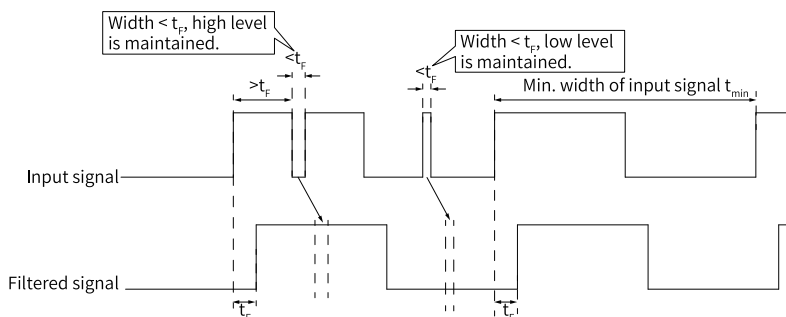 Width < tF, high level
is maintained.
Width < tF, low level
is maintained.
<tF
<tF
>tF
Min. width of input signal tmin
Input signal
Filtered signal
tF
tF